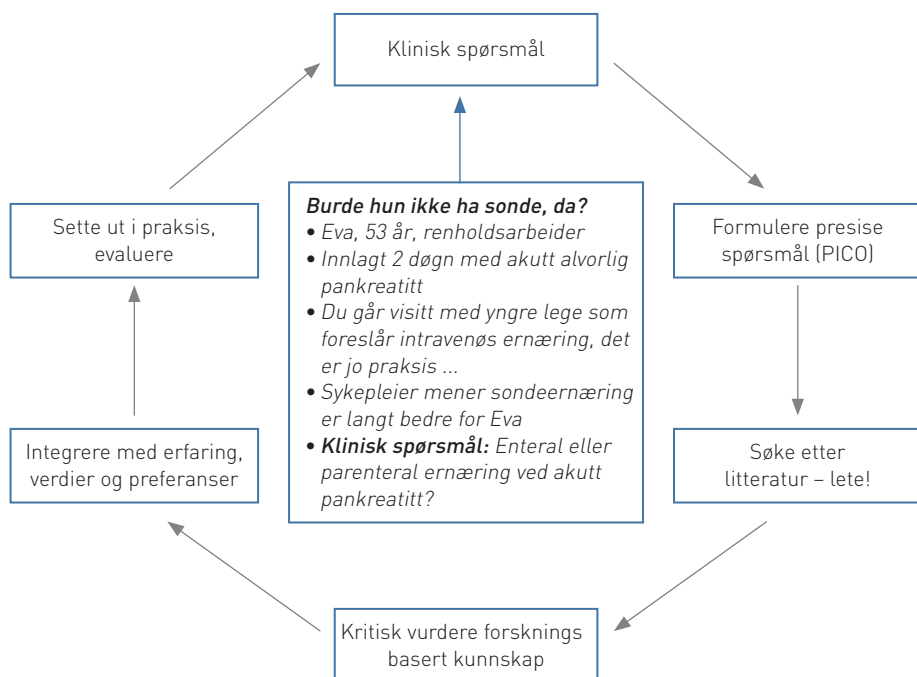 Klinisk spørsmål
Formulere presise
spørsmål (PICO)
Søke etter
litteratur – lete!
Kritisk vurdere forsknings
basert kunnskap
Integrere med erfaring,
verdier og preferanser
Sette ut i praksis,
evaluere
Burde hun ikke ha sonde, da?
• Eva, 53 år, renholdsarbeider
• Innlagt 2 døgn med akutt alvorlig
pankreatitt
• Du går visitt med yngre lege som
foreslår intravenøs ernæring, det
er jo praksis ...
• Sykepleier mener sondeernæring
er langt bedre for Eva
• Klinisk spørsmål: Enteral eller
parenteral ernæring ved akutt
pankreatitt?